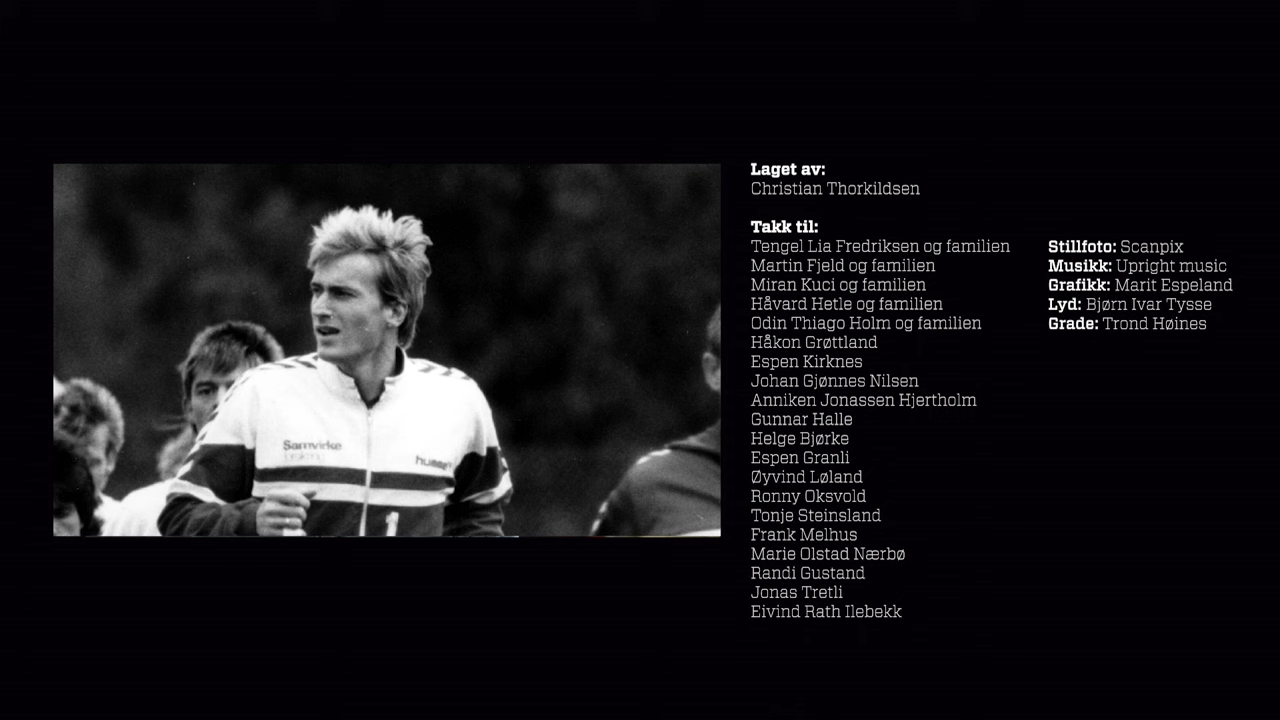 Samvirke
hummel
1
Laget av:
Christian Thorkildsen
Takk til:
Tengel Lia Fredriksen og familien
Martin Fjeld og familien
Miran Kuci og familien
Håvard Hetle og familien
Odin Thiago Holm og familien
Håkon Grøttland
Espen Kirknes
Johan Gjønnes Nilsen
Anniken Jonassen Hjertholm
Gunnar Halle
Helge Bjørke
Espen Granli
Øyvind Løland
Ronny Oksvold
Tonje Steinsland
Frank Melhus
Marie Olstad Nærbø
Randi Gustand
Jonas Tretli
Eivind Rath Ilebekk
Stillfoto: Scanpix
Musikk: Upright music
Grafikk: Marit Espeland
Lyd: Bjørn Ivar Tysse
Grade: Trond Høines